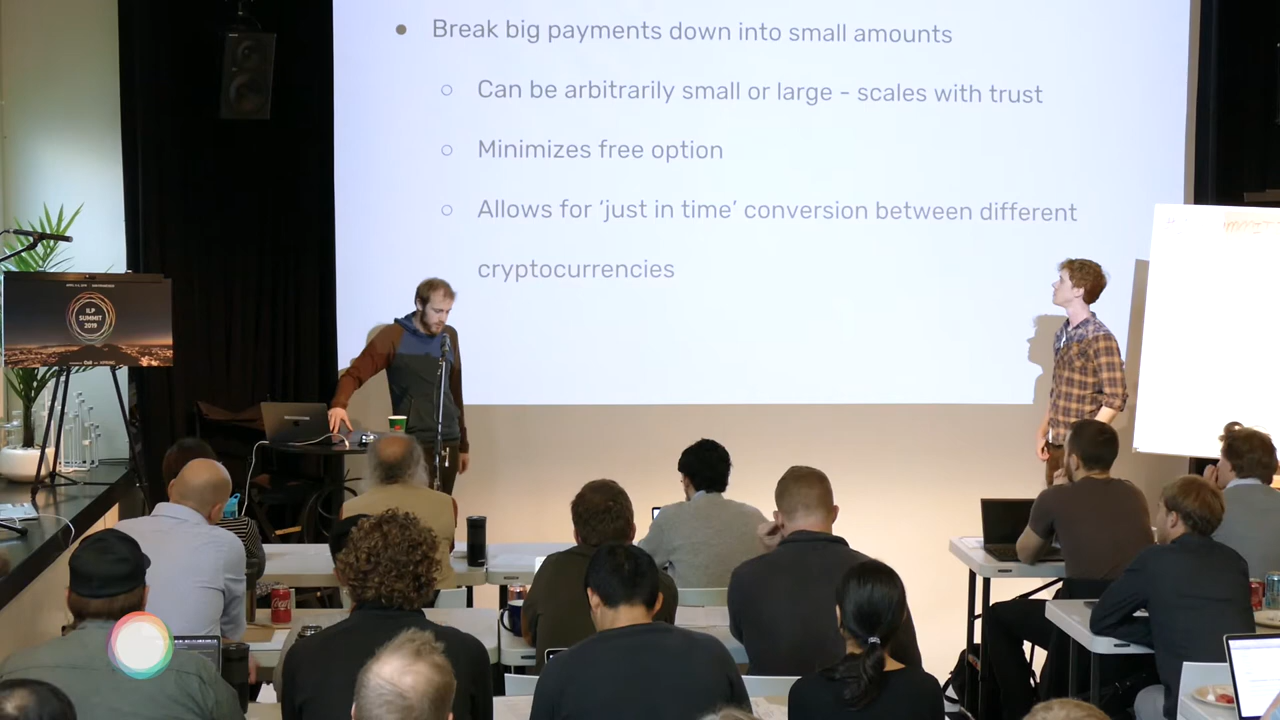 Break big payments down into small amounts
Can be arbitrarily small or large - scales with trust
Minimizes free option
Allows for ‘just in time’ conversion between different
cryptocurrencies
ILP
SUMMIT
2019